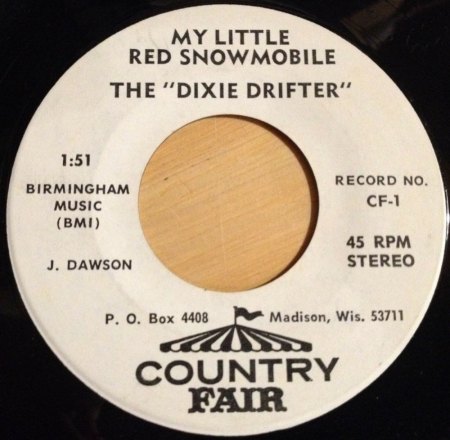 MY LITTLE
RED SNOWMOBILE
THE "DIXIE DRIFTER"
1:51
BIRMINGHAM
MUSIC
(BMI)
J. DAWSON
RECORD NO.
CF-1
45 RPM
STEREO
P. O. Box 4408 Madison, Wis. 53711
COUNTRY
FAIR